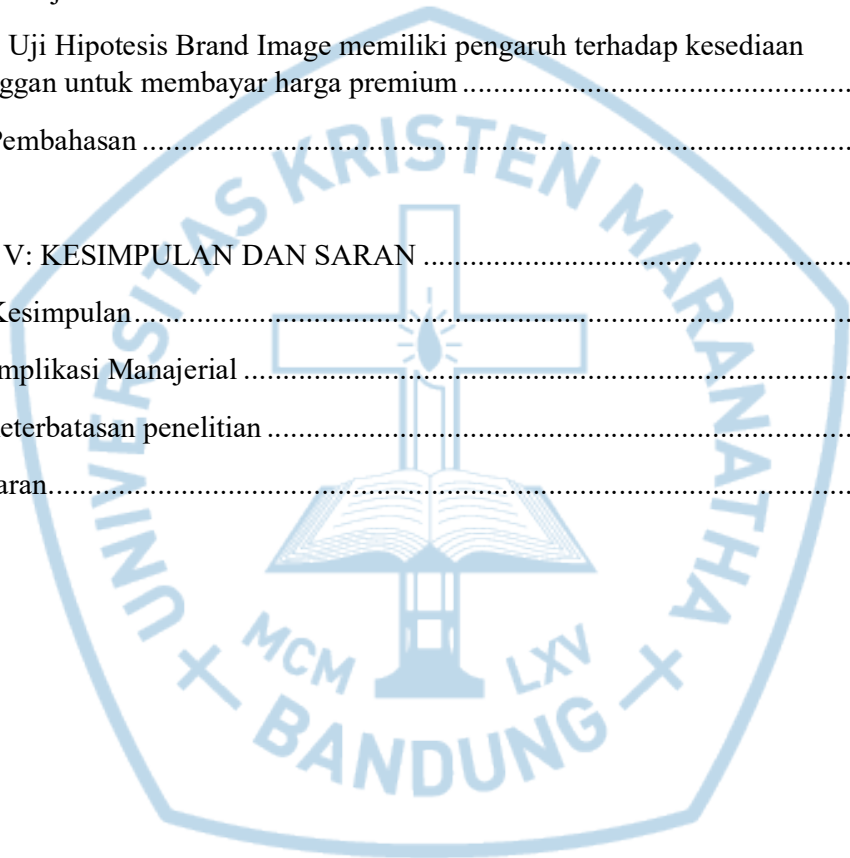 Uji Hipotesis Brand Image memiliki pengaruh terhadap kesediaan
ggan untuk membayar harga premium ..............................................
Pembahasan ..............................................................................................
V: KESIMPULAN DAN SARAN ........................................................
Kesimpulan...............................................................................................
mplikasi Manajerial .................................................................................
eterbatasan penelitian ..............................................................................
aran..........................................................................................................
UNIVERSITAS KRISTEN MARANATHA
MCM LXV
BANDUNG